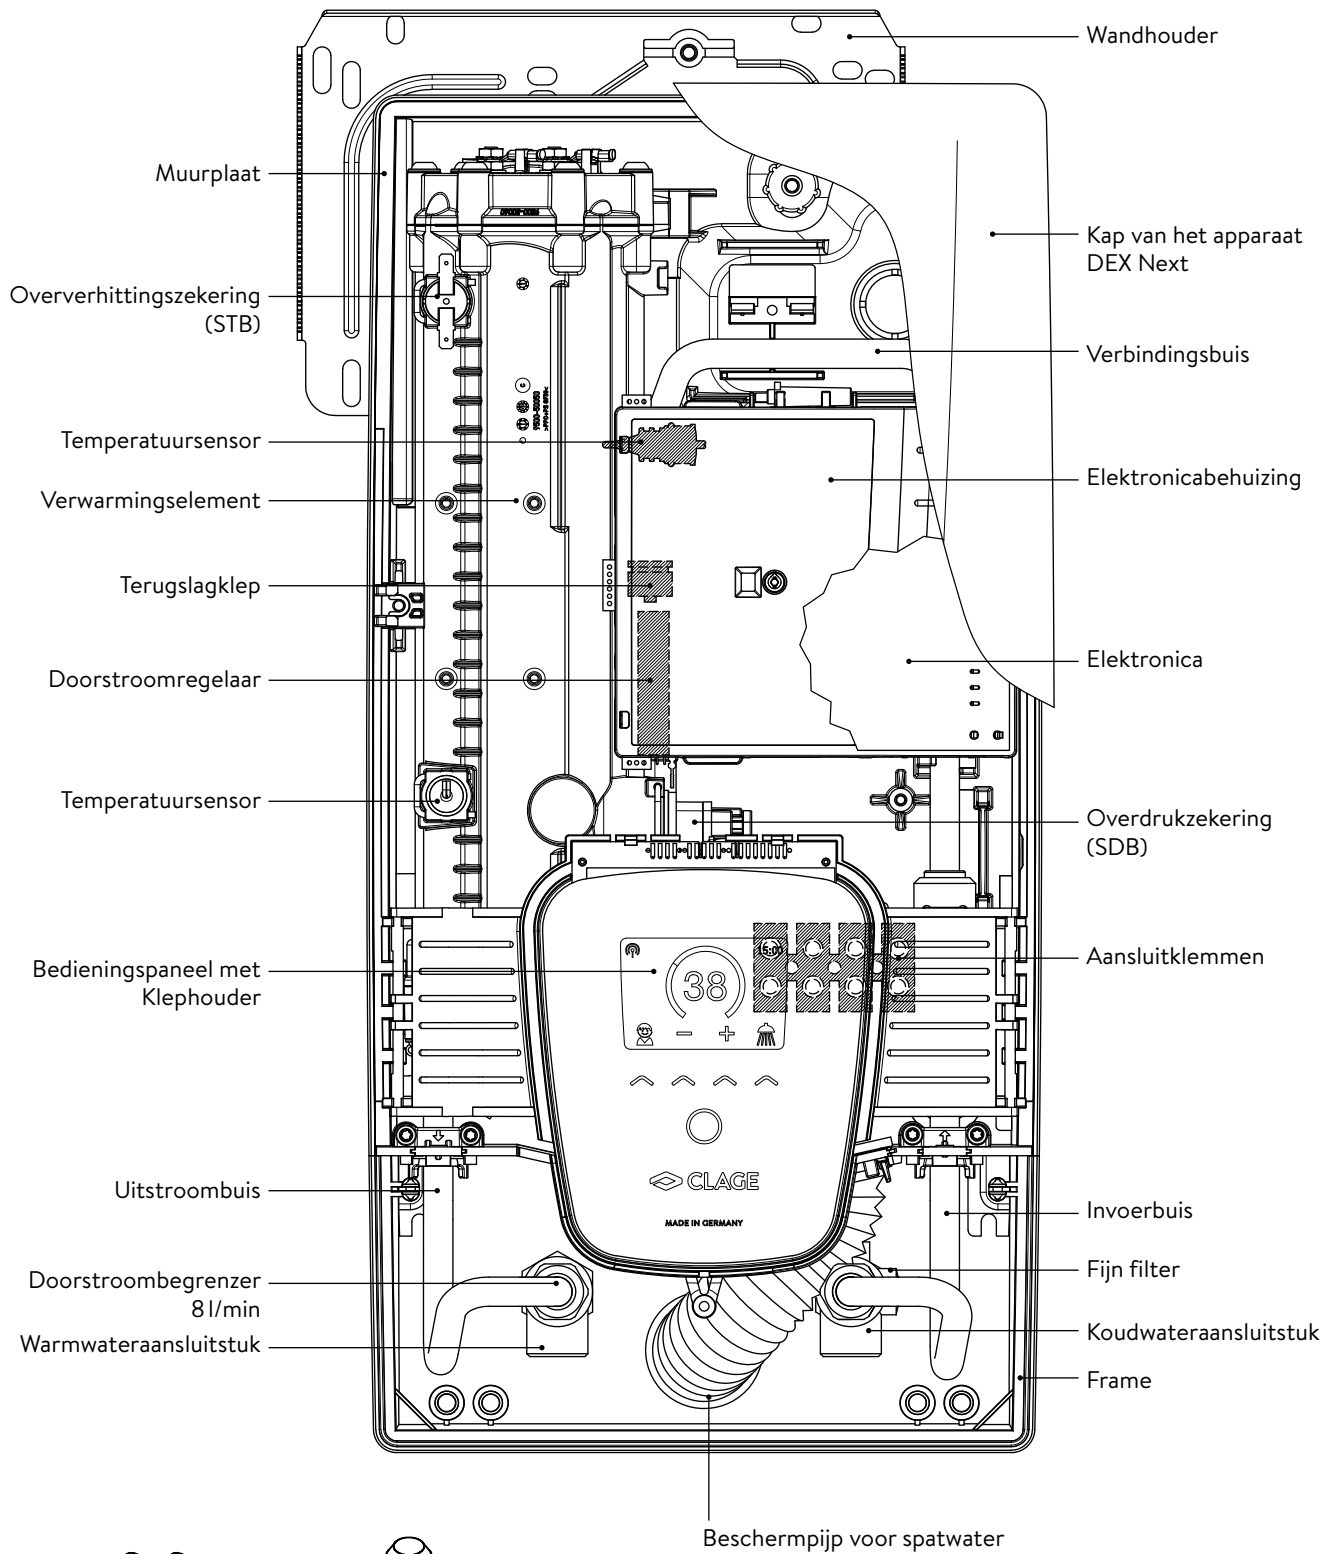 Wandhouder
Muurplaat
Kap van het apparaat
DEX Next
Oververhittingszekering
(STB)
Verbindingsbuis
Temperatuursensor
Elektronicabehuizing
Verwarmingselement
Terugslagklep
Elektronica
Doorstroomregelaar
Temperatuursensor
Overdrukzekering
(SDB)
Aansluitklemmen
Bedieningspaneel met
Klephouder
15:00
38
CLAGE
MADE IN GERMANY
Uitstroombuis
Invoerbuis
Fijn filter
Doorstroombegrenzer
8 l/min
Koudwateraansluitstuk
Warmwateraansluitstuk
Frame
Beschermpijp voor spatwater